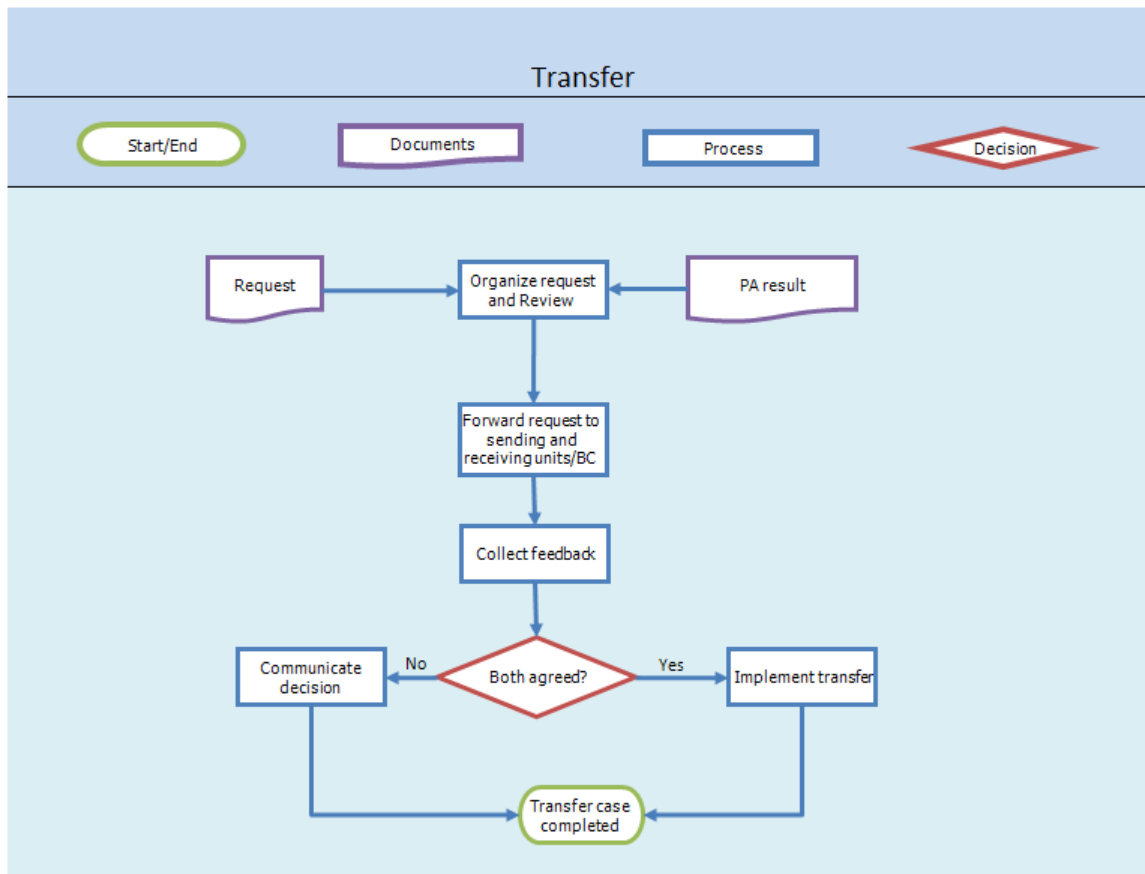 Transfer
Start/End
Documents
Process
Decision
Request
Organize request
and Review
PA result
Forward request to
sending and
receiving units/BC
Collect feedback
Communicate
decision
No
Both agreed?
Yes
Implement transfer
Transfer case
completed